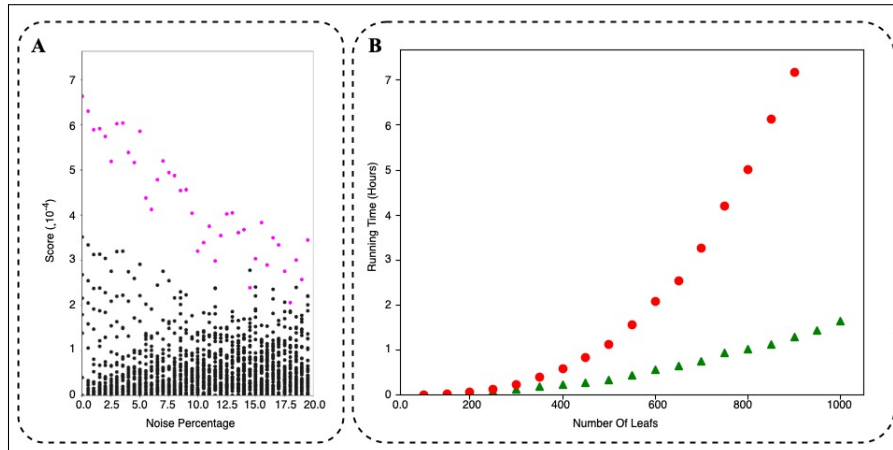 A
Score (,10⁻⁴)
7
6
5
4
3
2
1
0
0.0 2.5 5.0 7.5 10.0 12.5 15.0 17.5 20.0
Noise Percentage
B
Running Time (Hours)
7
6
5
4
3
2
1
0
0.0 200 400 600 800 1000
Number Of Leafs